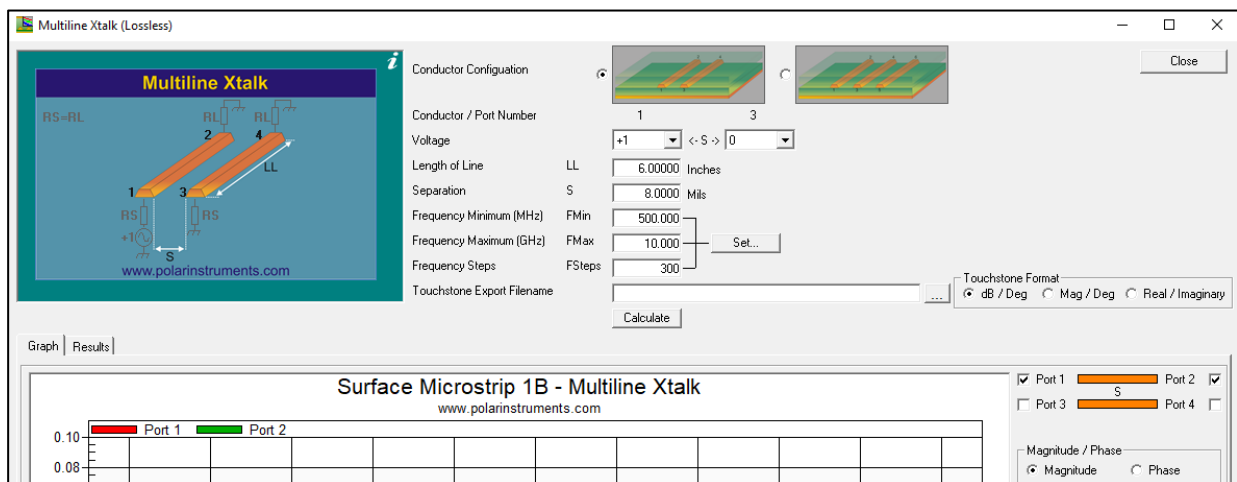 Multiline Xtalk (Lossless)
i
Multiline Xtalk
RS=RL
RL RL
2 4
LL
1 3
RS RS
+1
S
www.polarinstruments.com
Conductor Configuation
Close
Conductor / Port Number 1 3
Voltage +1 <- S -> 0
Length of Line LL 6.00000 Inches
Separation S 8.0000 Mils
Frequency Minimum (MHz) FMin 500.000
Frequency Maximum (GHz) FMax 10.000 Set...
Frequency Steps FSteps 300
Touchstone Export Filename ...
Touchstone Format
dB / Deg Mag / Deg Real / Imaginary
Calculate
Graph Results
Surface Microstrip 1B - Multiline Xtalk
www.polarinstruments.com
Port 1 Port 2
0.10
0.08
Port 1 Port 2
S
Port 3 Port 4
Magnitude / Phase
Magnitude Phase